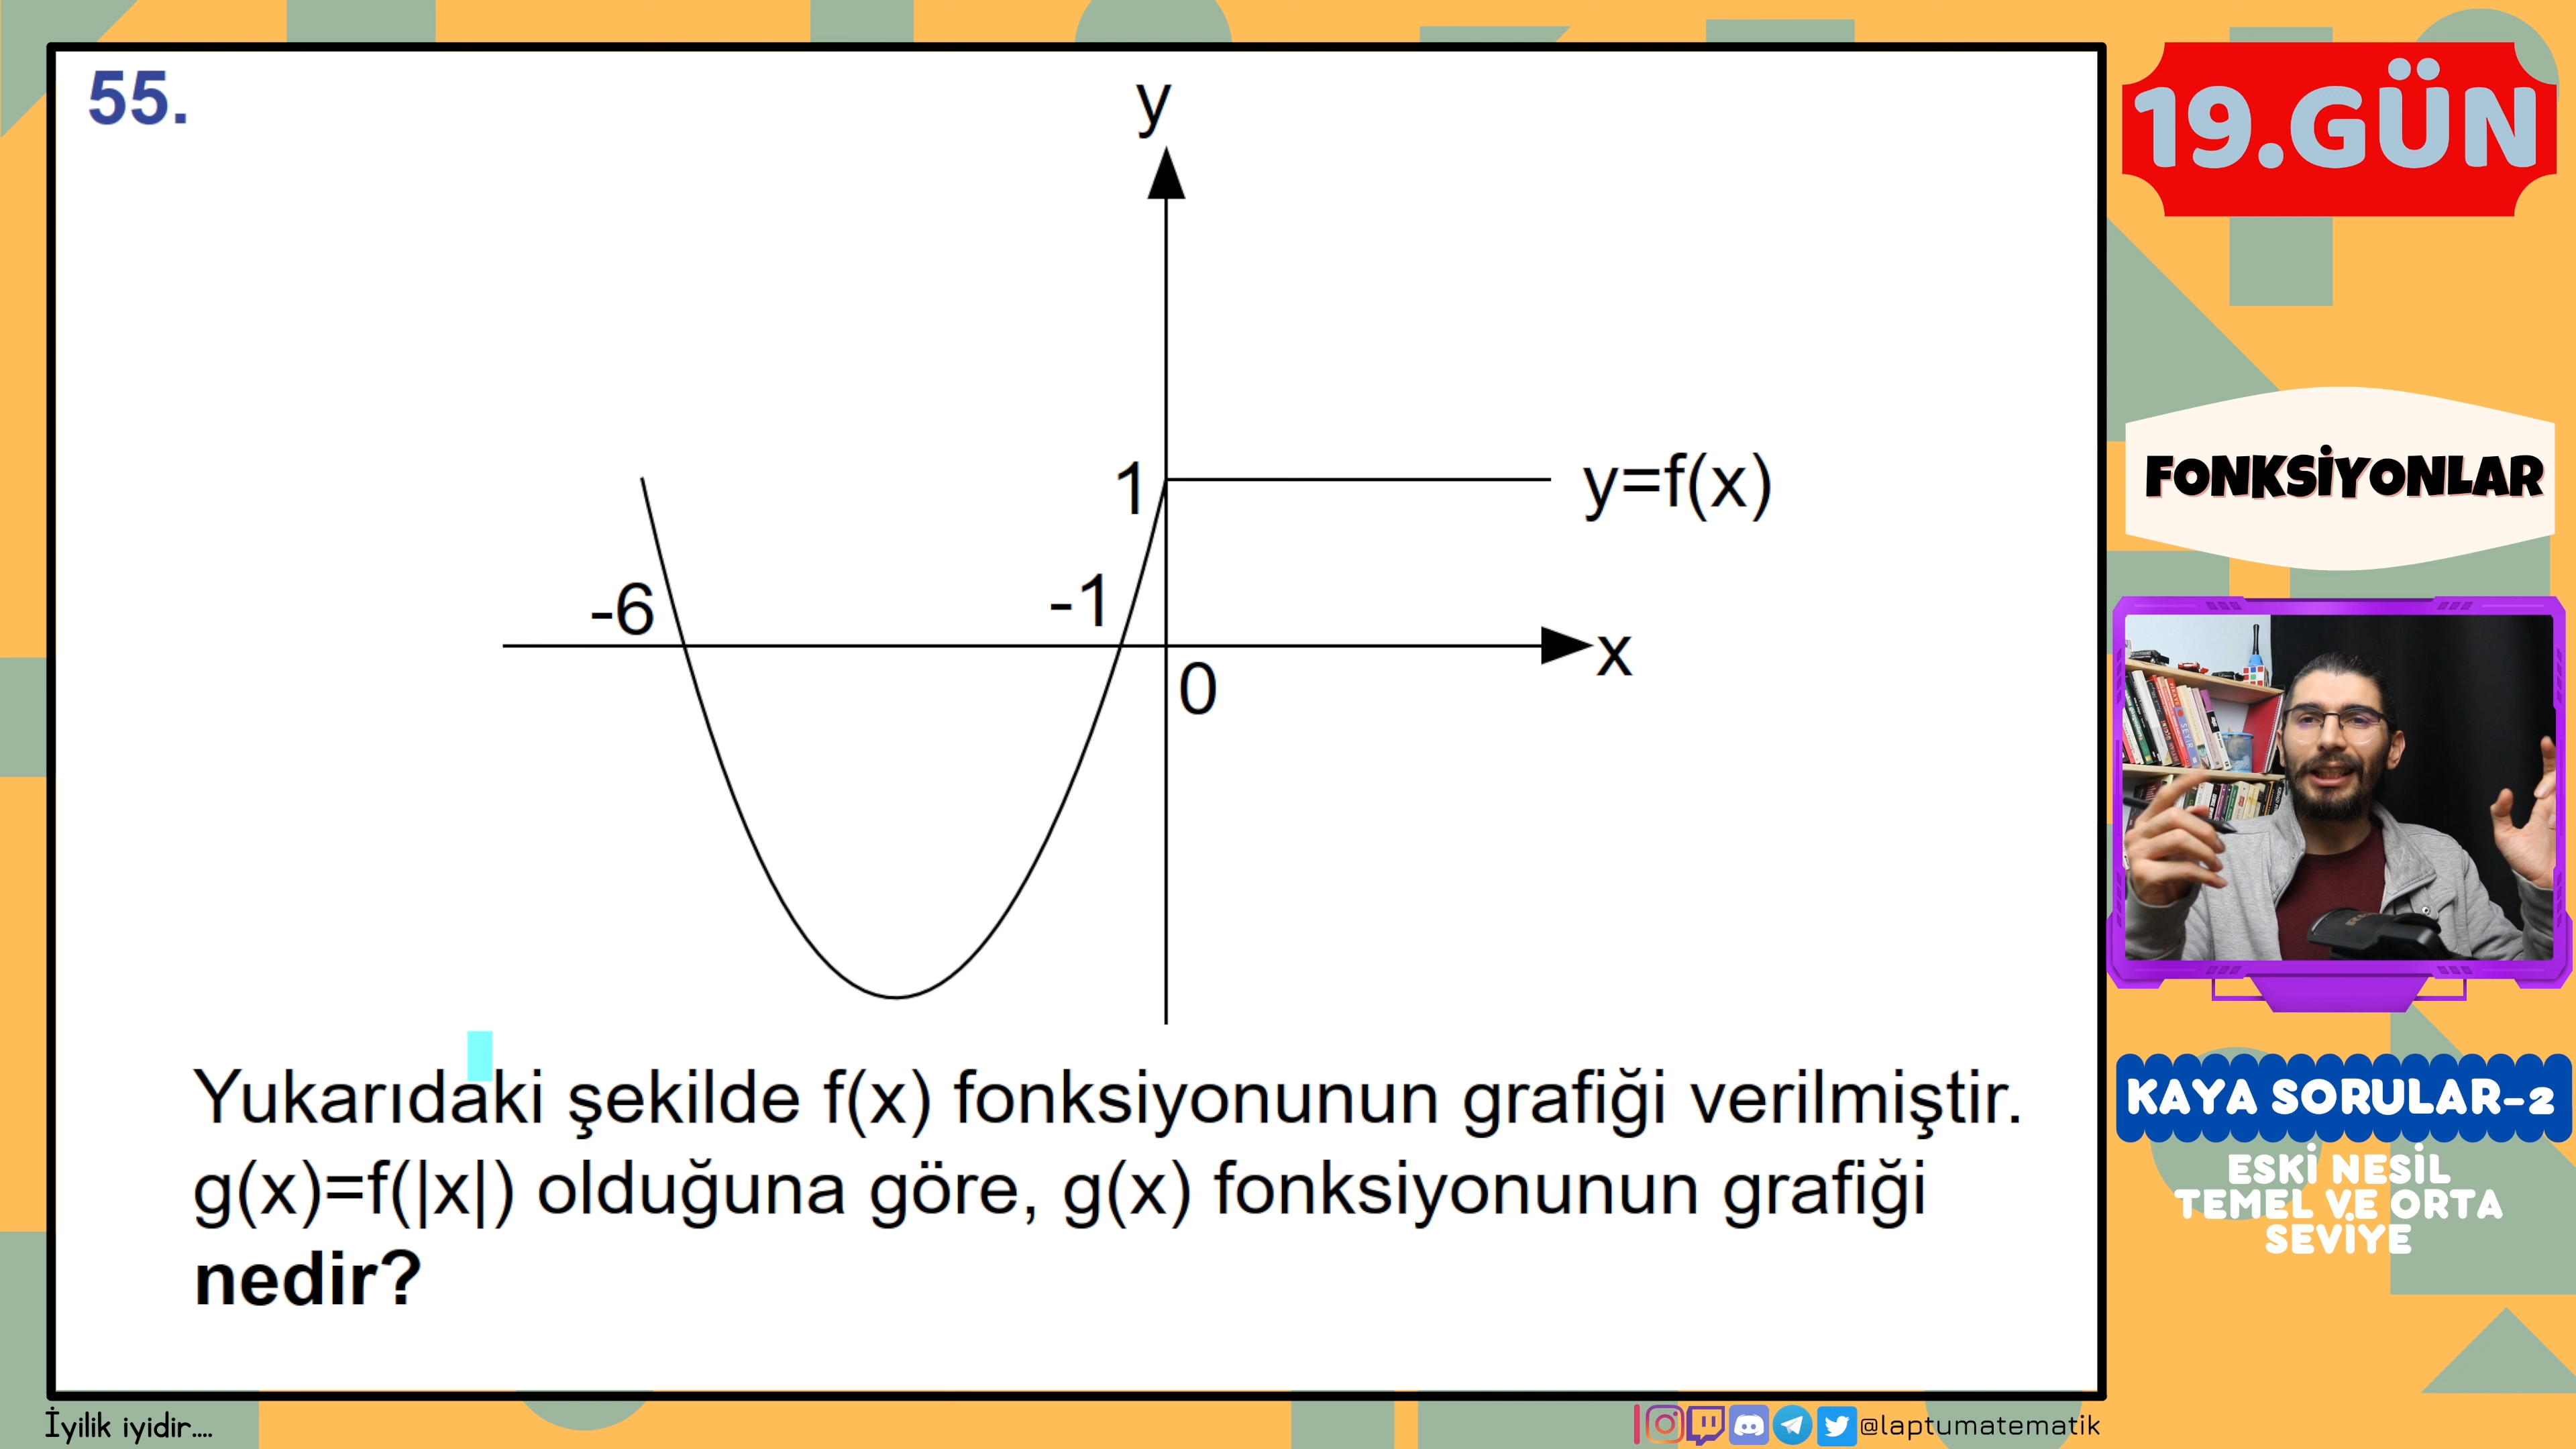 55.
y
1
y=f(x)
-6
-1
x
0
Yukarıdaki şekilde f(x) fonksiyonunun grafiği verilmiştir.
g(x)=f(|x|) olduğuna göre, g(x) fonksiyonunun grafiği
nedir?
19.GÜN
FONKSİYONLAR
KAYA SORULAR-2
ESKİ NESİL
TEMEL VE ORTA
SEVİYE
İyilik iyidir....
@laptumatematik